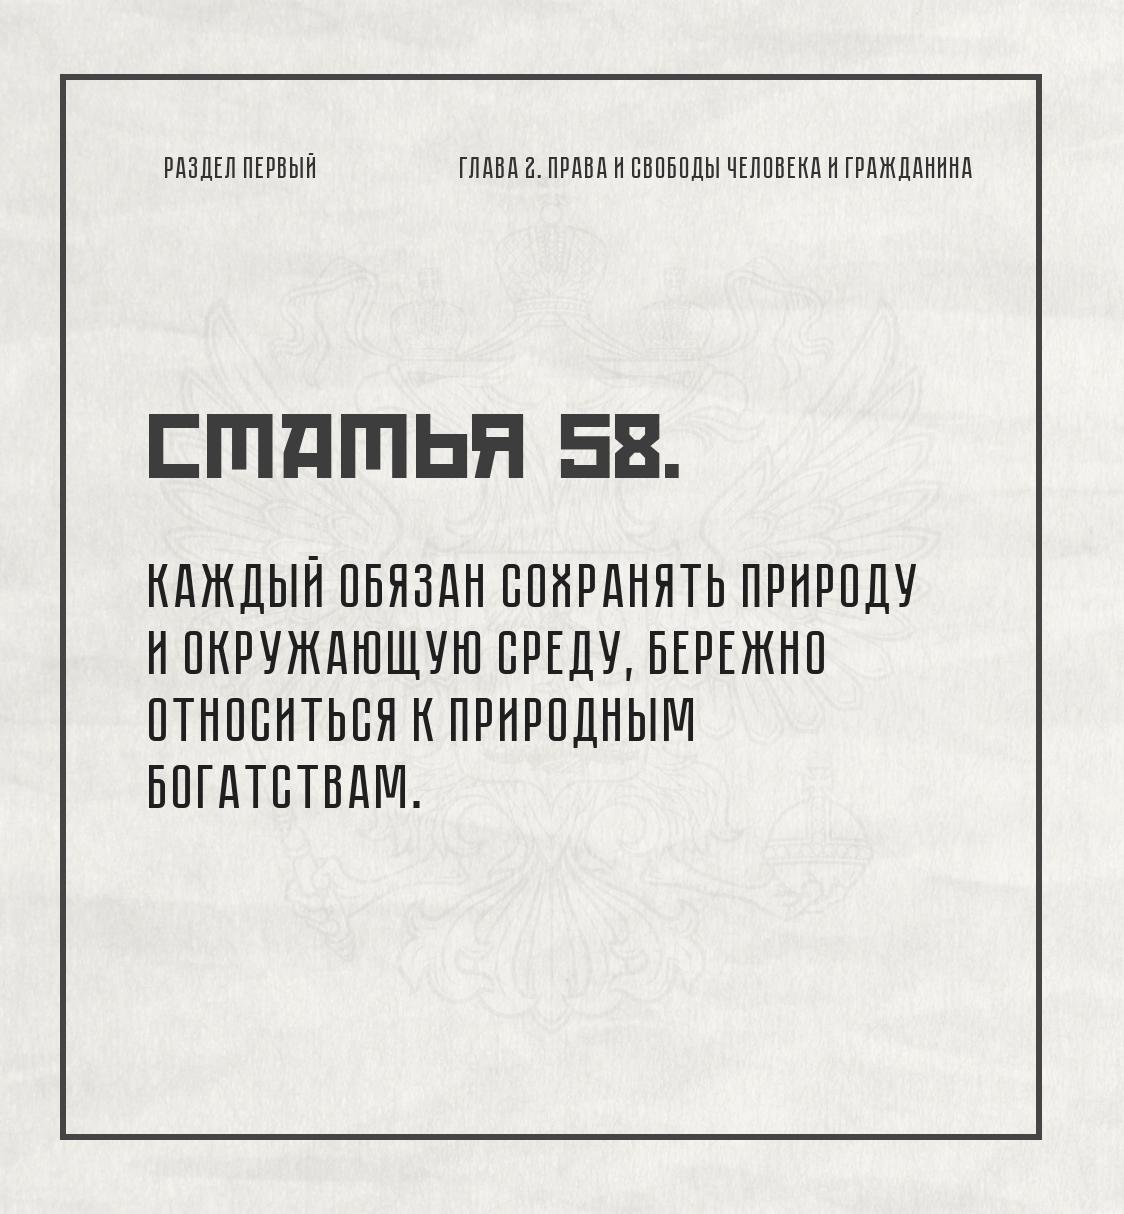 РАЗДЕЛ ПЕРВЫЙ
ГЛАВА 2. ПРАВА И СВОБОДЫ ЧЕЛОВЕКА И ГРАЖДАНИНА
СТАТЬЯ 58.
КАЖДЫЙ ОБЯЗАН СОХРАНЯТЬ ПРИРОДУ
И ОКРУЖАЮЩУЮ СРЕДУ, БЕРЕЖНО
ОТНОСИТЬСЯ К ПРИРОДНЫМ
БОГАТСТВАМ.